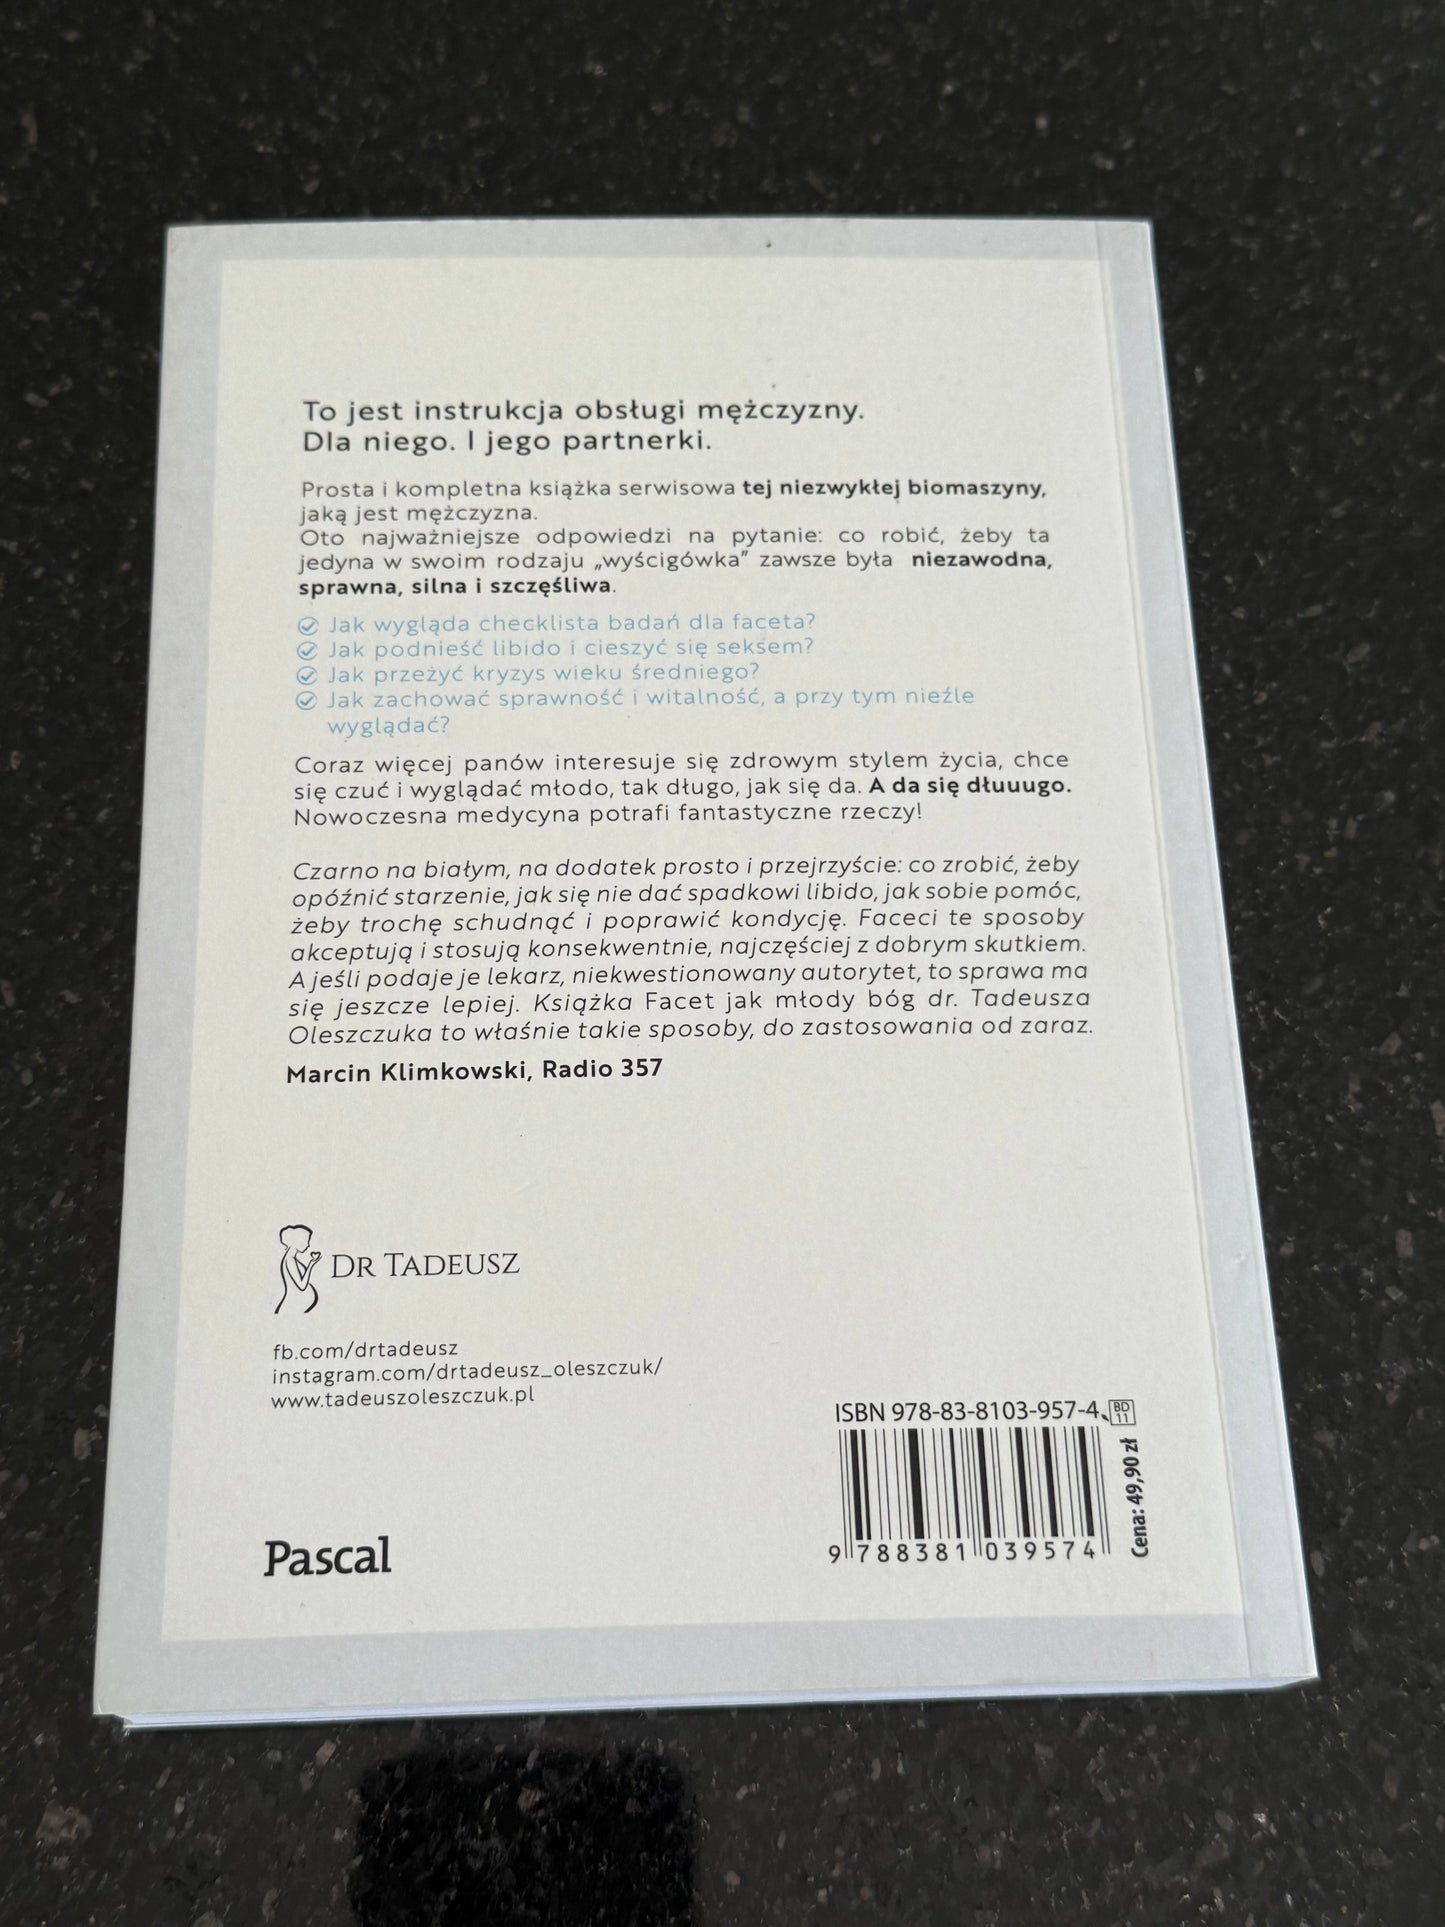 To jest instrukcja obsługi mężczyzny.
Dla niego. I jego partnerki.
Prosta i kompletna książka serwisowa tej niezwykłej biomaszyny,
jaką jest mężczyzna.
Oto najważniejsze odpowiedzi na pytanie: co robić, żeby ta
jedyna w swoim rodzaju „wyścigówka” zawsze była niezawodna,
sprawna, silna i szczęśliwa.
Jak wygląda checklista badań dla faceta?
Jak podnieść libido i cieszyć się seksem?
Jak przeżyć kryzys wieku średniego?
Jak zachować sprawność i witalność, a przy tym nieźle
wyglądać?
Coraz więcej panów interesuje się zdrowym stylem życia, chce
się czuć i wyglądać młodo, tak długo, jak się da. A da się dłuuugo.
Nowoczesna medycyna potrafi fantastyczne rzeczy!
Czarno na białym, na dodatek prosto i przejrzyście: co zrobić, żeby
opóźnić starzenie, jak się nie dać spadkowi libido, jak sobie pomóc,
żeby trochę schudnąć i poprawić kondycję. Faceci te sposoby
akceptują i stosują konsekwentnie, najczęściej z dobrym skutkiem.
A jeśli podaje je lekarz, niekwestionowany autorytet, to sprawa ma
się jeszcze lepiej. Książka Facet jak młody bóg dr. Tadeusza
Oleszczuka to właśnie takie sposoby, do zastosowania od zaraz.
Marcin Klimkowski, Radio 357
DR TADEUSZ
fb.com/drtadeusz
instagram.com/drtadeusz_oleszczuk/
www.tadeuszoleszczuk.pl
ISBN 978-83-8103-957-4
BD
11
9 788381 039574
Cena: 49,90 zł
Pascal